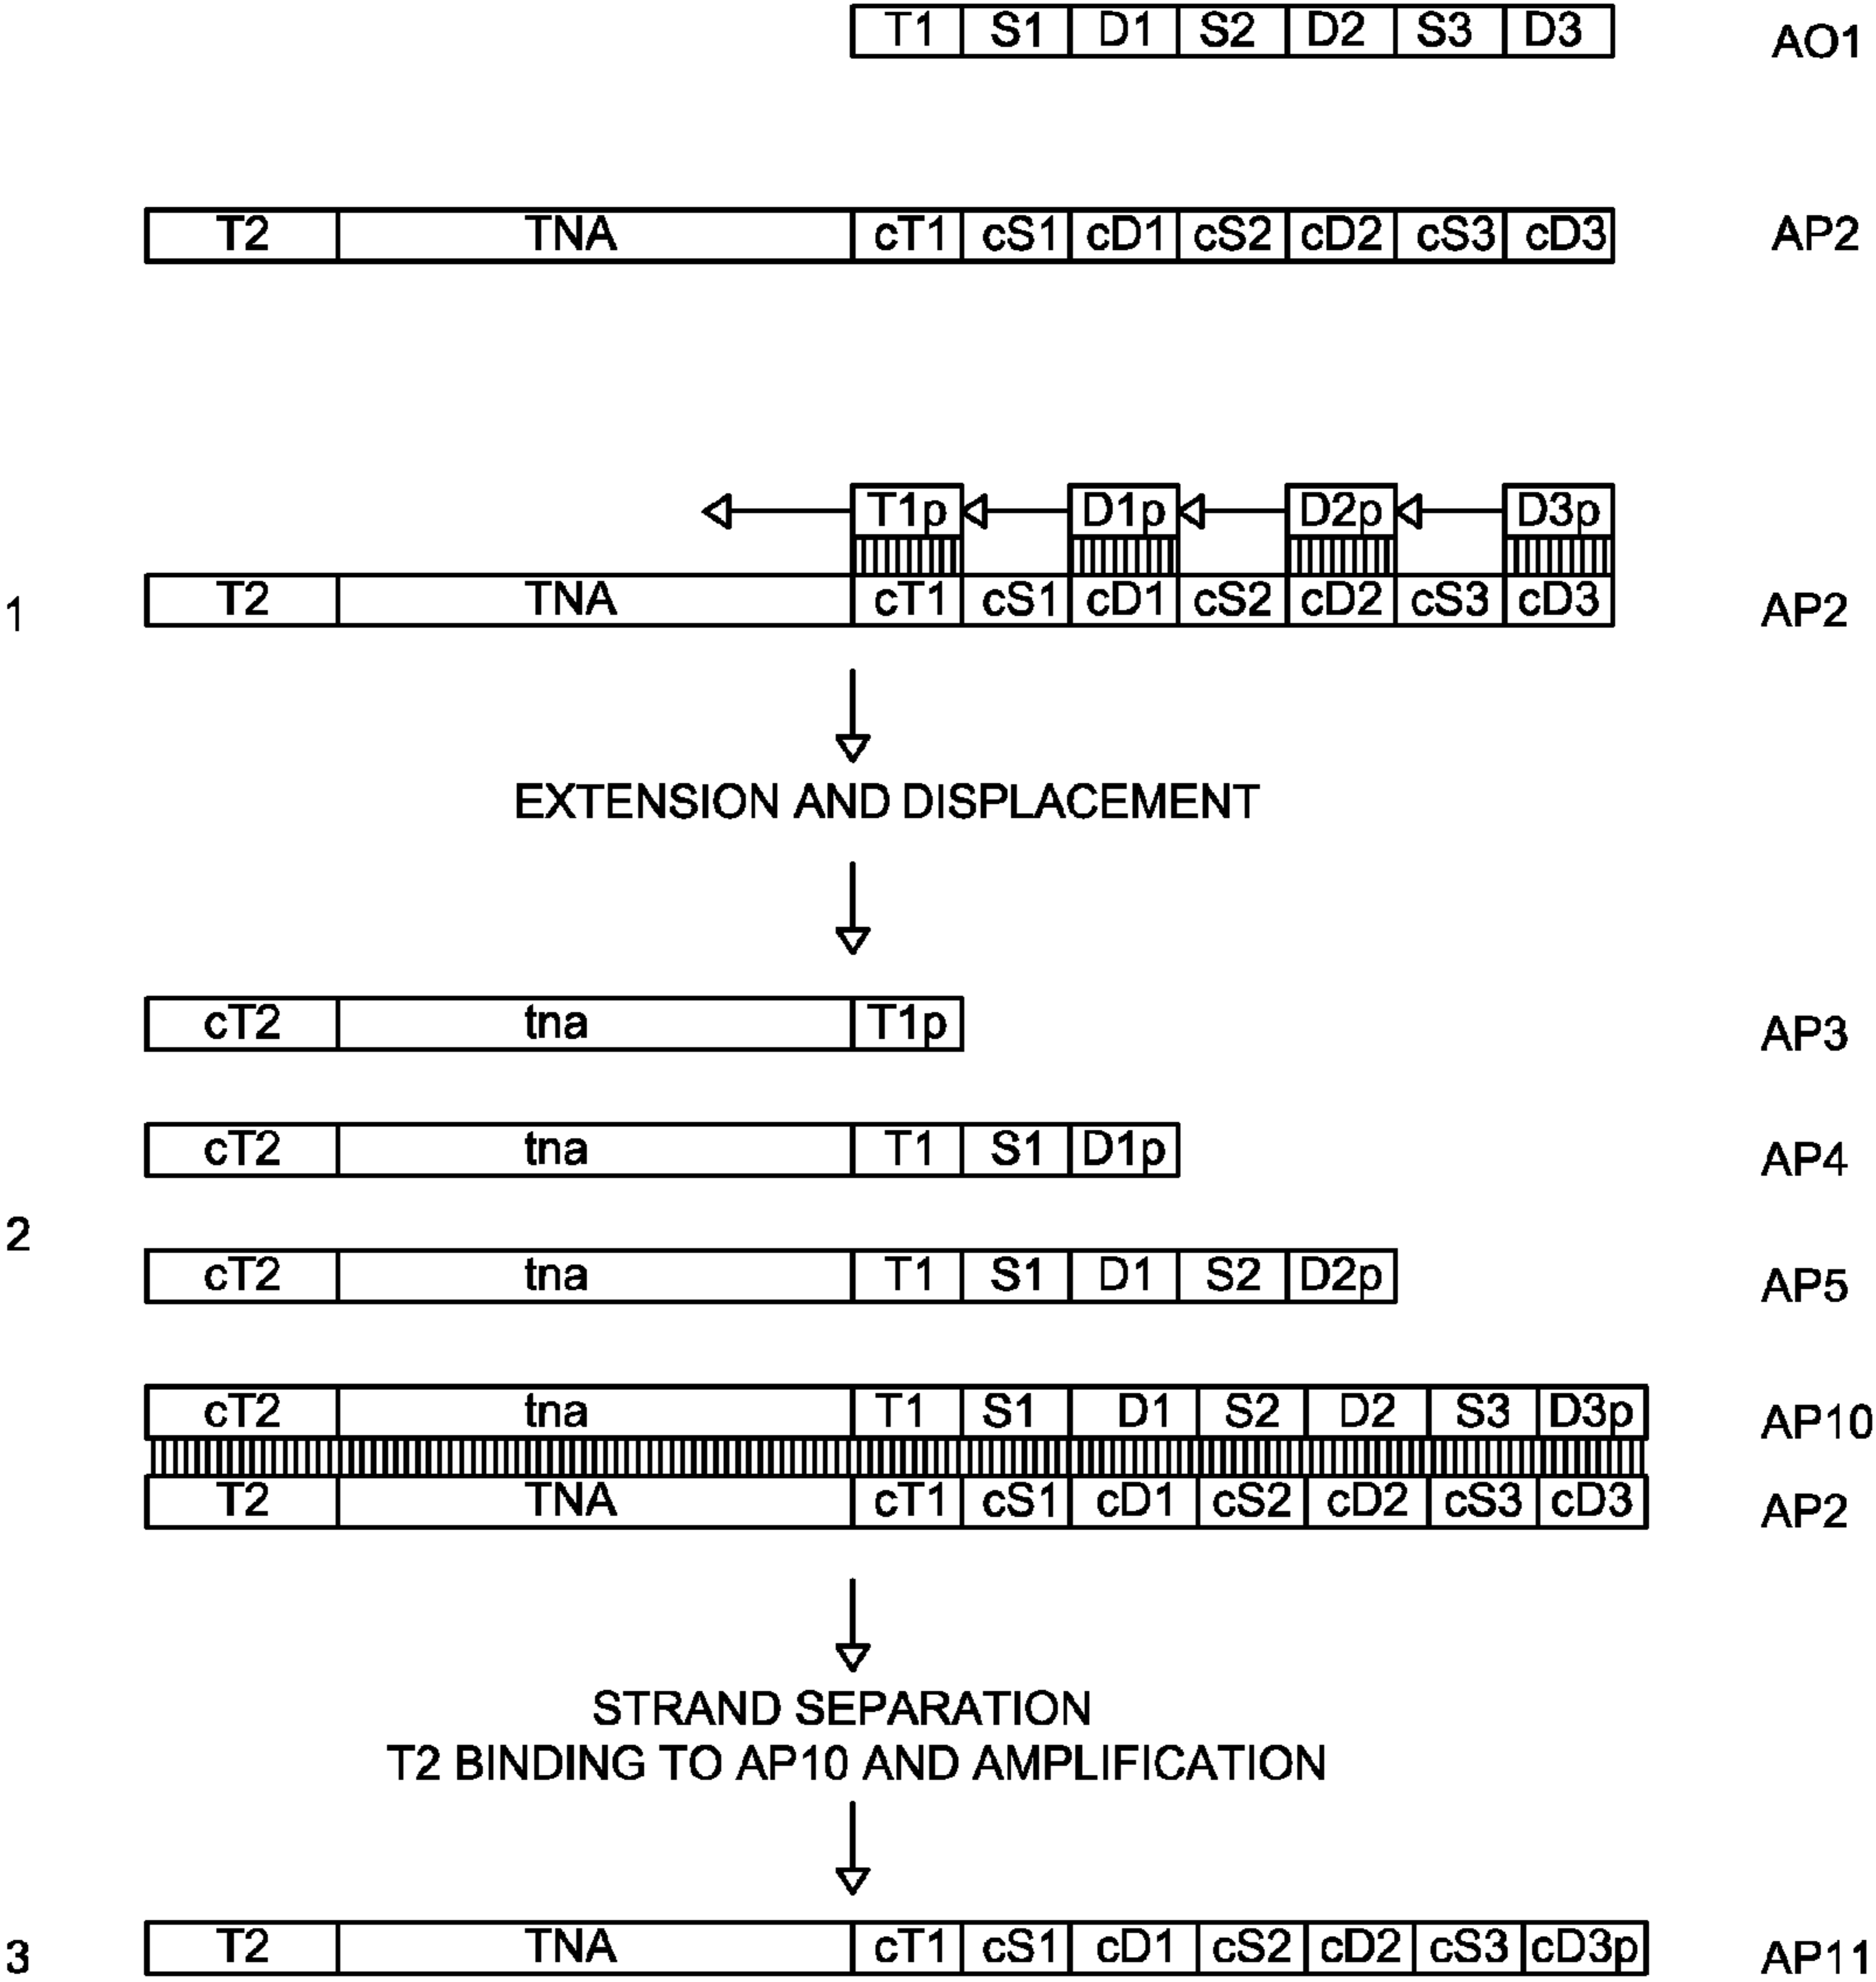 T1 S1 D1 S2 D2 S3 D3 AO1
T2 TNA cT1 cS1 cD1 cS2 cD2 cS3 cD3 AP2
T1p D1p D2p D3p
1 T2 TNA cT1 cS1 cD1 cS2 cD2 cS3 cD3 AP2
EXTENSION AND DISPLACEMENT
cT2 tna T1p AP3
cT2 tna T1 S1 D1p AP4
2
cT2 tna T1 S1 D1 S2 D2p AP5
cT2 tna T1 S1 D1 S2 D2 S3 D3p AP10
T2 TNA cT1 cS1 cD1 cS2 cD2 cS3 cD3 AP2
STRAND SEPARATION
T2 BINDING TO AP10 AND AMPLIFICATION
3 T2 TNA cT1 cS1 cD1 cS2 cD2 cS3 cD3p AP11